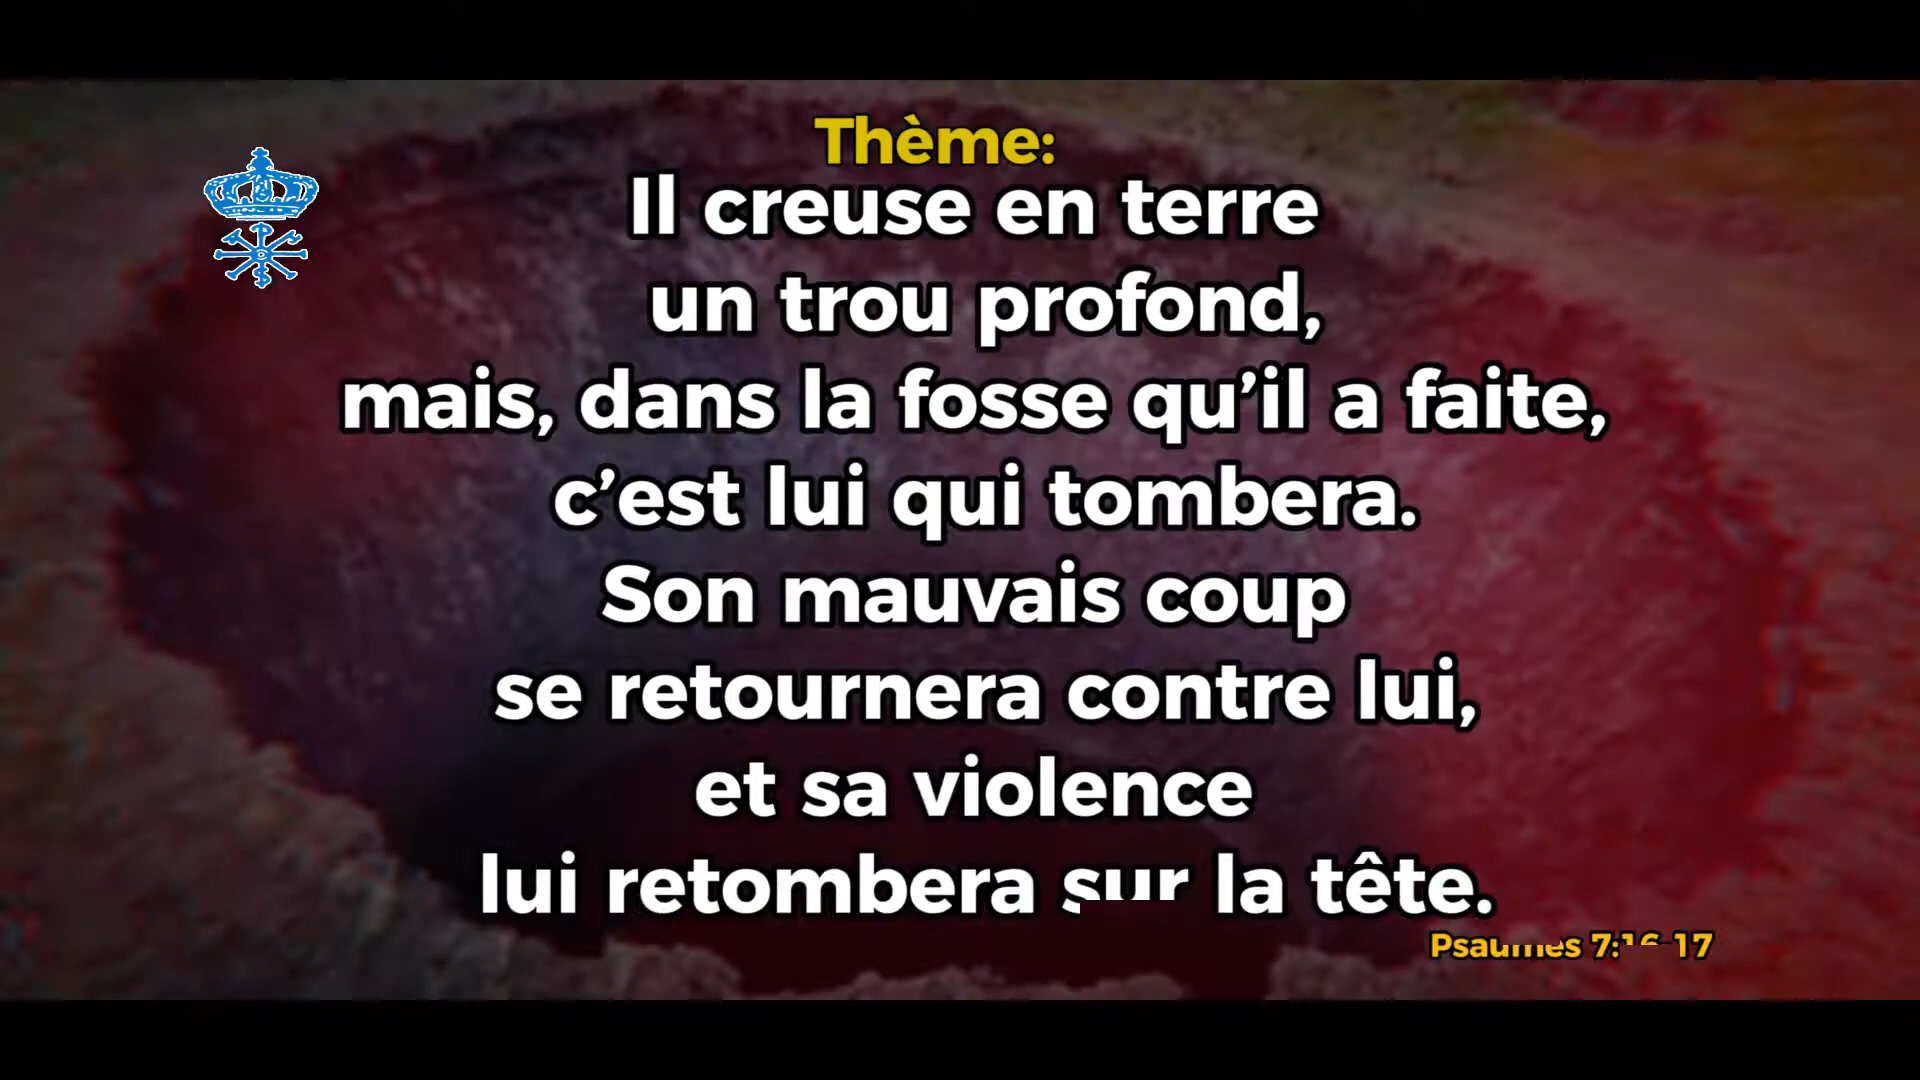 Thème:
Il creuse en terre
un trou profond,
mais, dans la fosse qu’il a faite,
c’est lui qui tombera.
Son mauvais coup
se retournera contre lui,
et sa violence
lui retombera sur la tête.
Psaumes 7:16-17